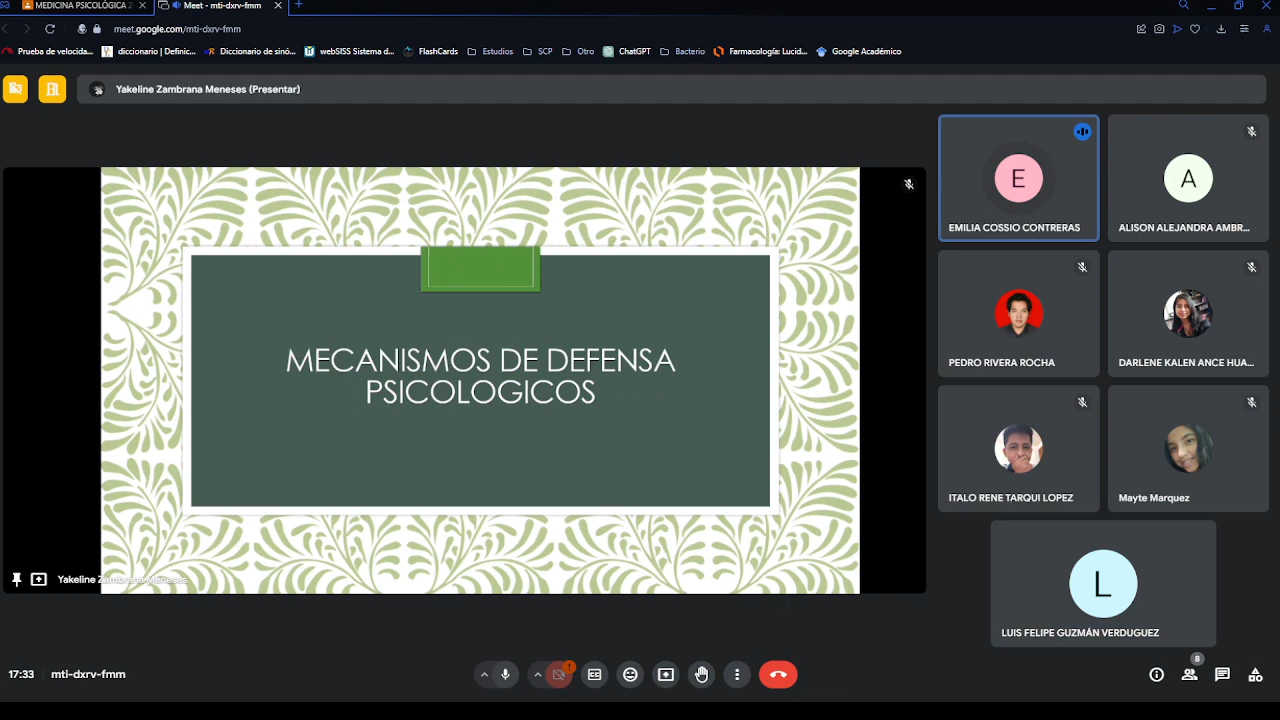 MEDICINA PSICOLÓGICA 2
Meet - mti-dxrv-fmm
meet.google.com/mti-dxrv-fmm
Prueba de velocida...
diccionario | Definic...
Diccionario de sinó...
webSISS Sistema d...
FlashCards
Estudios
SCP
Otro
ChatGPT
Bacterio
Farmacología: Lucid...
Google Académico
Yakeline Zambrana Meneses (Presentar)
MECANISMOS DE DEFENSA
PSICOLOGICOS
Yakeline Zambrana Meneses
E
EMILIA COSSIO CONTRERAS
A
ALISON ALEJANDRA AMBR...
PEDRO RIVERA ROCHA
DARLENE KALEN ANCE HUA...
ITALO RENE TARQUI LOPEZ
Mayte Marquez
L
LUIS FELIPE GUZMÁN VERDUGUEZ
17:33
mti-dxrv-fmm
8